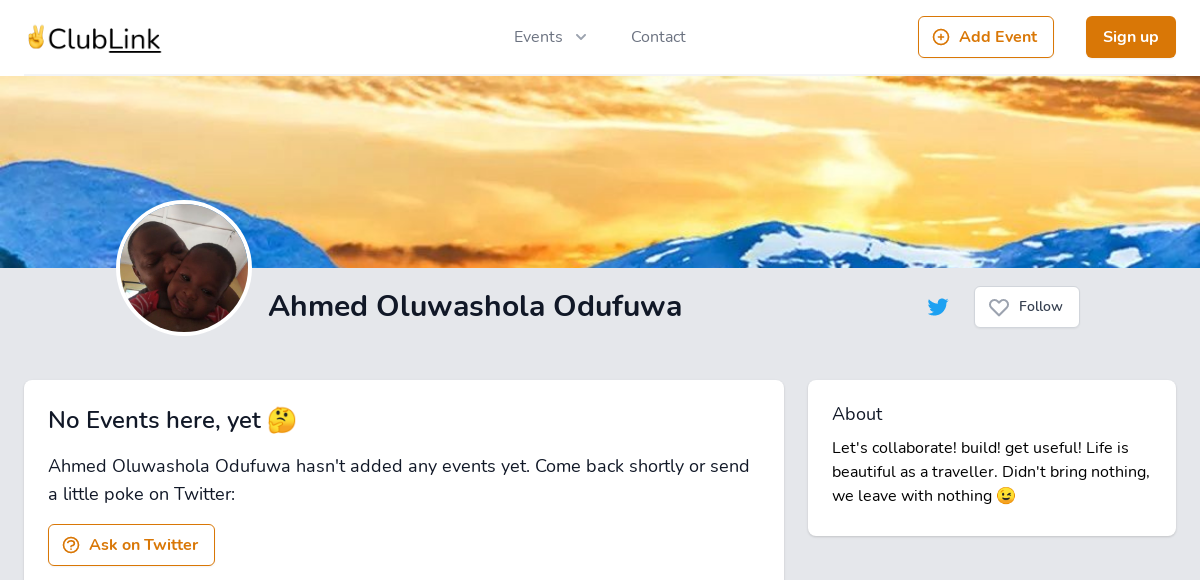 ✌️ClubLink
Events
Contact
Add Event
Sign up
Ahmed Oluwashola Odufuwa
Follow
No Events here, yet 🤔
Ahmed Oluwashola Odufuwa hasn't added any events yet. Come back shortly or send
a little poke on Twitter:
Ask on Twitter
About
Let's collaborate! build! get useful! Life is
beautiful as a traveller. Didn't bring nothing,
we leave with nothing 😉